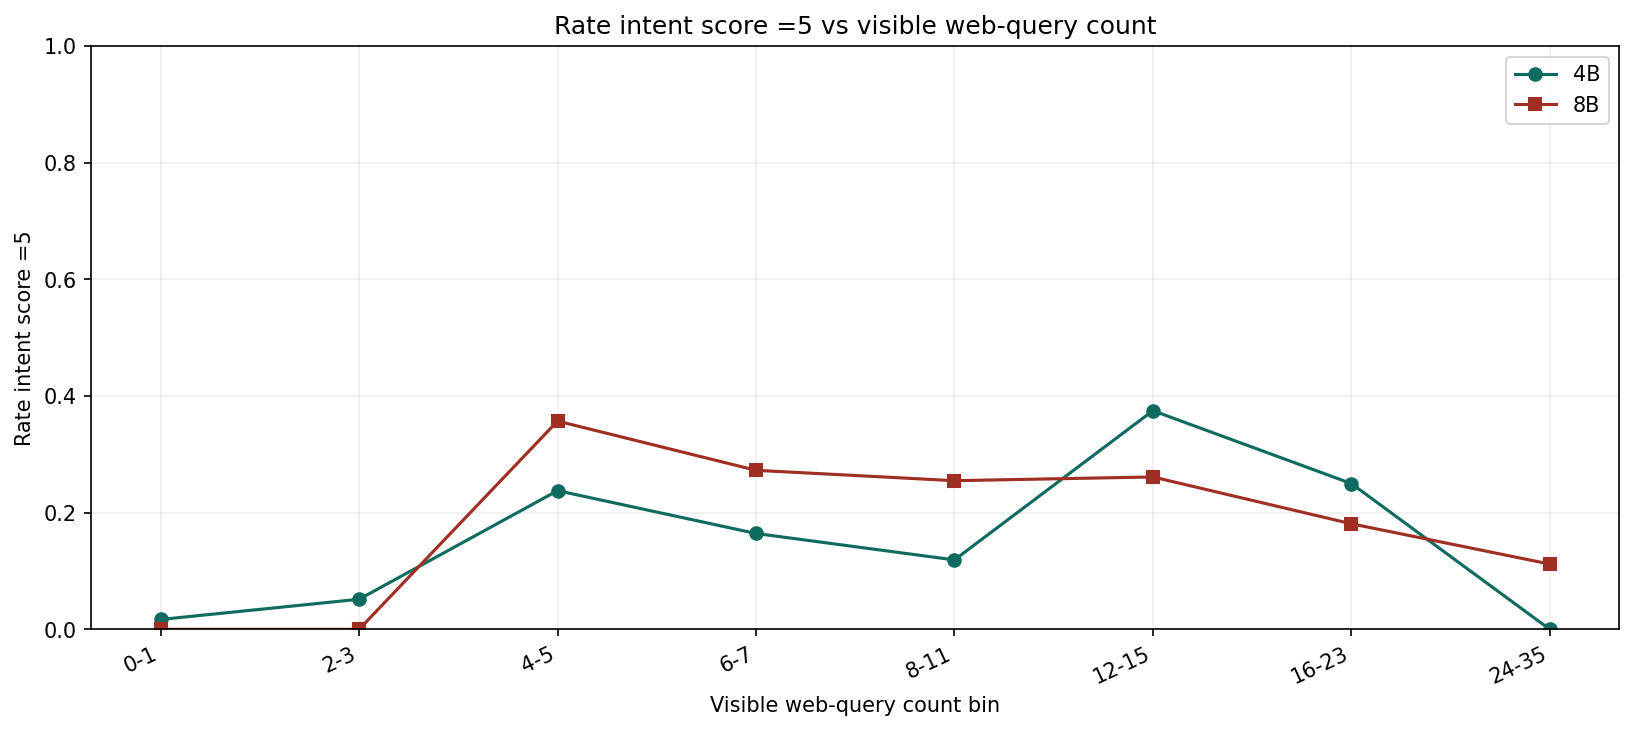 Rate intent score =5 vs visible web-query count
1.0
0.8
0.6
0.4
0.2
0.0
Rate intent score =5
4B
8B
0-1
2-3
4-5
6-7
8-11
12-15
16-23
24-35
Visible web-query count bin